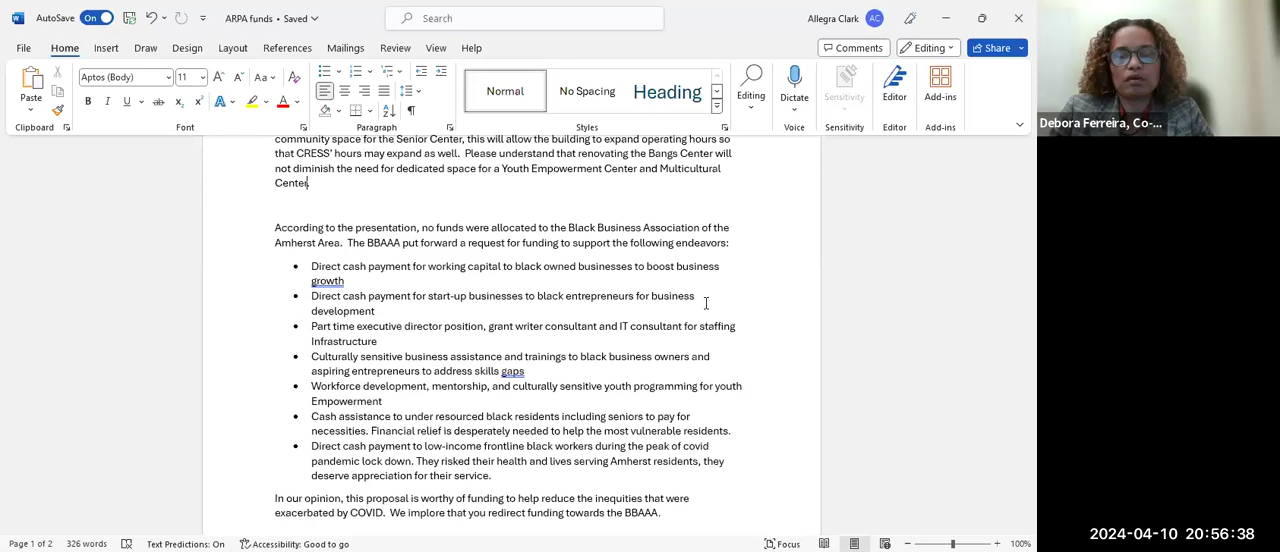 AutoSave On ARPA funds • Saved Search Allegra Clark AC
File Home Insert Draw Design Layout References Mailings Review View Help Comments Editing Share
Aptos (Body) 11 Aa Normal No Spacing Heading
Paste B I U ab x₂ x² A A Editing Dictate Sensitivity Editor Add-ins
Clipboard Font Paragraph Styles Voice Sensitivity Editor Add-ins
community space for the Senior Center, this will allow the building to expand operating hours so
that CRESS' hours may expand as well. Please understand that renovating the Bangs Center will
not diminish the need for dedicated space for a Youth Empowerment Center and Multicultural
Center.
According to the presentation, no funds were allocated to the Black Business Association of the
Amherst Area. The BBAAA put forward a request for funding to support the following endeavors:
• Direct cash payment for working capital to black owned businesses to boost business
growth
• Direct cash payment for start-up businesses to black entrepreneurs for business
development
• Part time executive director position, grant writer consultant and IT consultant for staffing
Infrastructure
• Culturally sensitive business assistance and trainings to black business owners and
aspiring entrepreneurs to address skills gaps
• Workforce development, mentorship, and culturally sensitive youth programming for youth
Empowerment
• Cash assistance to under resourced black residents including seniors to pay for
necessities. Financial relief is desperately needed to help the most vulnerable residents.
• Direct cash payment to low-income frontline black workers during the peak of covid
pandemic lock down. They risked their health and lives serving Amherst residents, they
deserve appreciation for their service.
In our opinion, this proposal is worthy of funding to help reduce the inequities that were
exacerbated by COVID. We implore that you redirect funding towards the BBAAA.
Page 1 of 2 326 words Text Predictions: On Accessibility: Good to go Focus 100%
Debora Ferreira, Co-...
2024-04-10 20:56:38